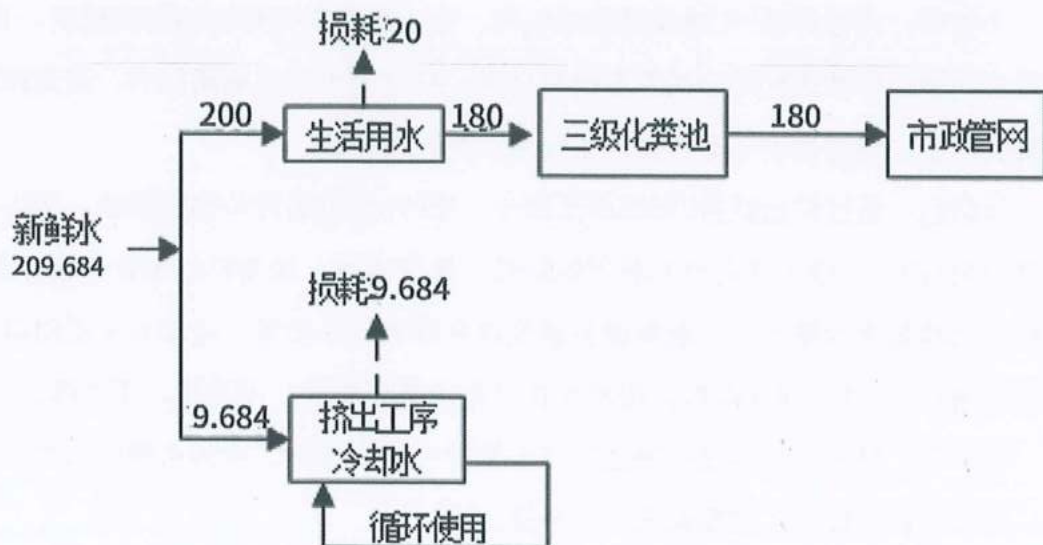 损耗20
200
生活用水
180
三级化粪池
180
市政管网
新鲜水
209.684
损耗9.684
9.684
挤出工序
冷却水
循环使用